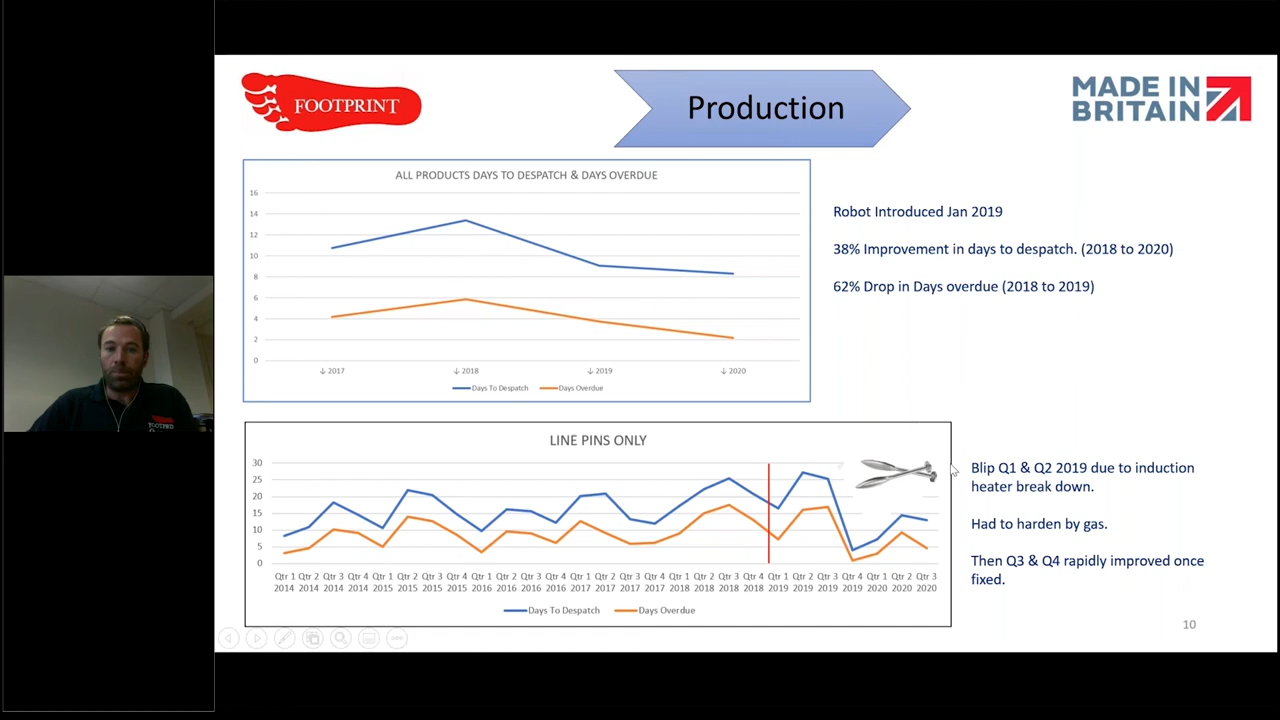 FOOTPRINT
Production
MADE IN
BRITAIN
ALL PRODUCTS DAYS TO DESPATCH & DAYS OVERDUE
16
14
12
10
8
6
4
2
0
↓ 2017 ↓ 2018 ↓ 2019 ↓ 2020
Days To Despatch Days Overdue
Robot Introduced Jan 2019
38% Improvement in days to despatch. (2018 to 2020)
62% Drop in Days overdue (2018 to 2019)
LINE PINS ONLY
30
25
20
15
10
5
0
Qtr 1 Qtr 2 Qtr 3 Qtr 4 Qtr 1 Qtr 2 Qtr 3 Qtr 4 Qtr 1 Qtr 2 Qtr 3 Qtr 4 Qtr 1 Qtr 2 Qtr 3 Qtr 4 Qtr 1 Qtr 2 Qtr 3 Qtr 4 Qtr 1 Qtr 2 Qtr 3 Qtr 4 Qtr 1 Qtr 2 Qtr 3
2014 2014 2014 2014 2015 2015 2015 2015 2016 2016 2016 2016 2017 2017 2017 2017 2018 2018 2018 2018 2019 2019 2019 2019 2020 2020 2020
Days To Despatch Days Overdue
Blip Q1 & Q2 2019 due to induction
heater break down.
Had to harden by gas.
Then Q3 & Q4 rapidly improved once
fixed.
10